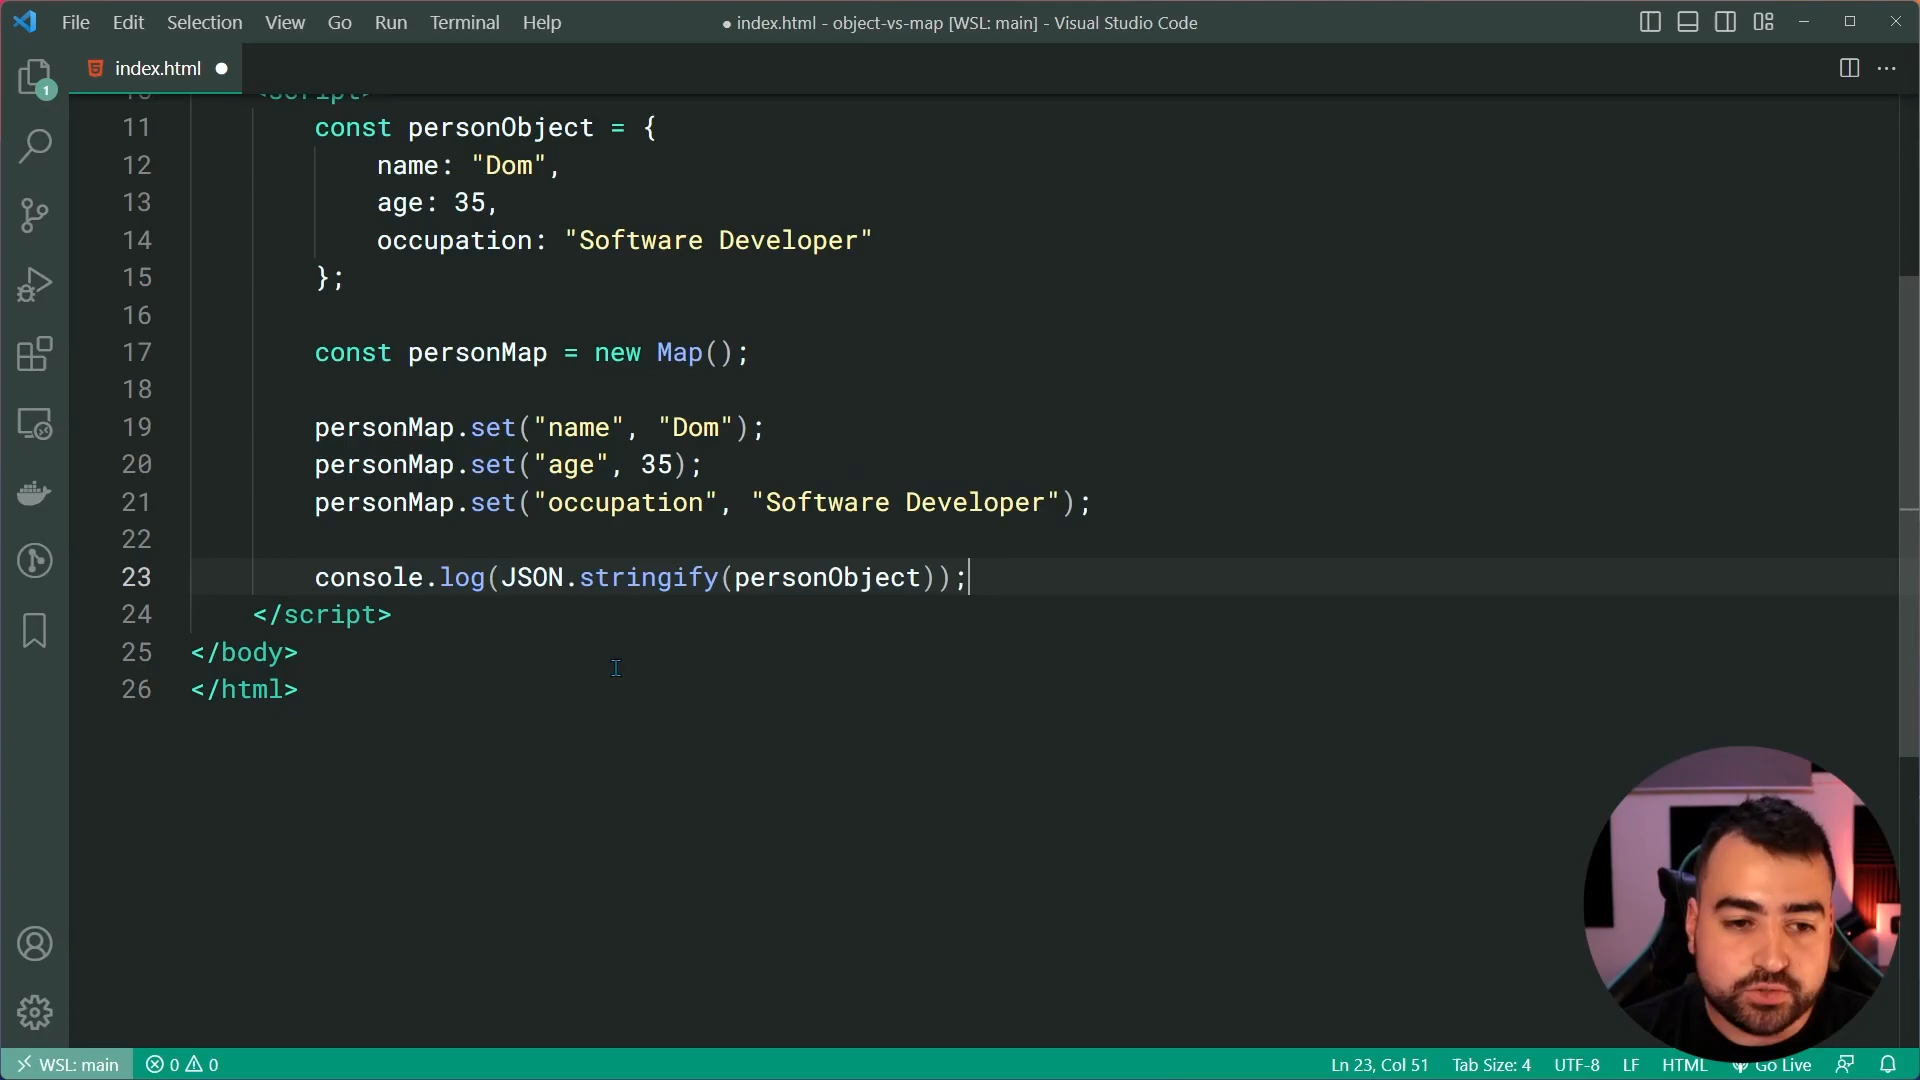 File Edit Selection View Go Run Terminal Help
● index.html - object-vs-map [WSL: main] - Visual Studio Code
index.html
1
10 <script>
11 const personObject = {
12 name: "Dom",
13 age: 35,
14 occupation: "Software Developer"
15 };
16
17 const personMap = new Map();
18
19 personMap.set("name", "Dom");
20 personMap.set("age", 35);
21 personMap.set("occupation", "Software Developer");
22
23 console.log(JSON.stringify(personObject));
24 </script>
25 </body>
26 </html>
WSL: main 0 0 Ln 23, Col 51 Tab Size: 4 UTF-8 LF HTML Go Live